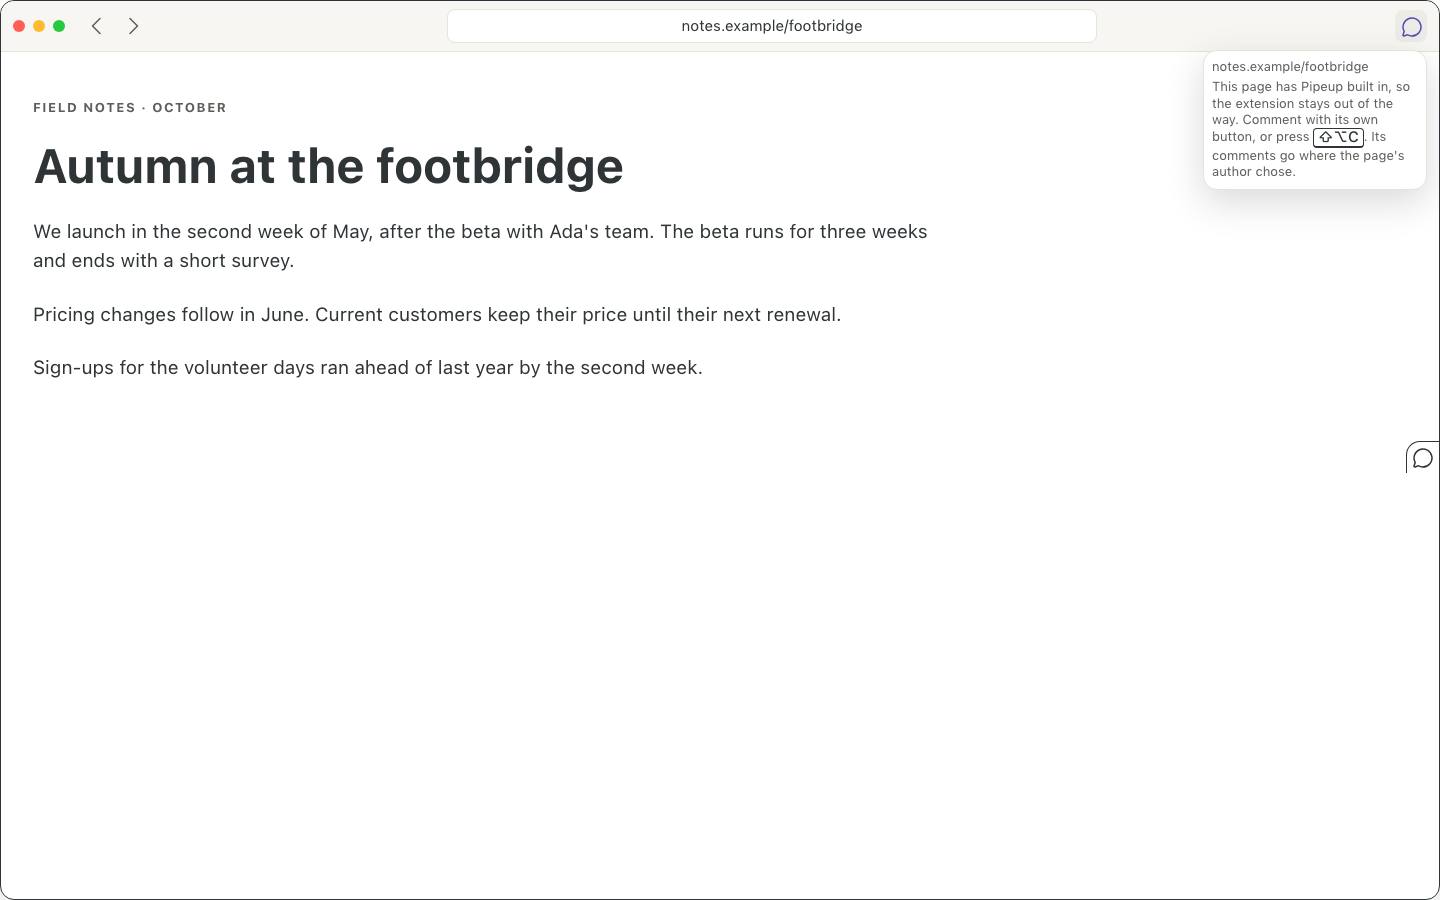 notes.example/footbridge
notes.example/footbridge
This page has Pipeup built in, so
the extension stays out of the
way. Comment with its own
button, or press ⇧⌥C. Its
comments go where the page's
author chose.
FIELD NOTES · OCTOBER
Autumn at the footbridge
We launch in the second week of May, after the beta with Ada's team. The beta runs for three weeks
and ends with a short survey.
Pricing changes follow in June. Current customers keep their price until their next renewal.
Sign-ups for the volunteer days ran ahead of last year by the second week.